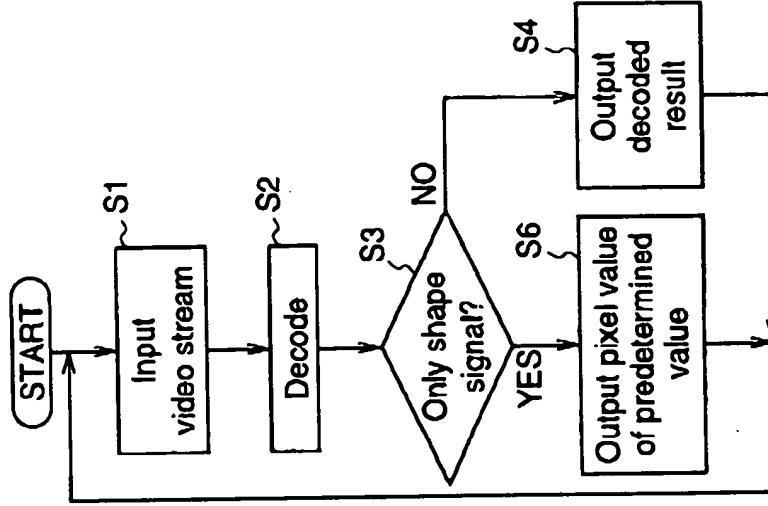 START
S1
Input
video stream
S2
Decode
S3
Only shape
signal?
NO
YES
S4
Output
decoded
result
S6
Output pixel value
of predetermined
value